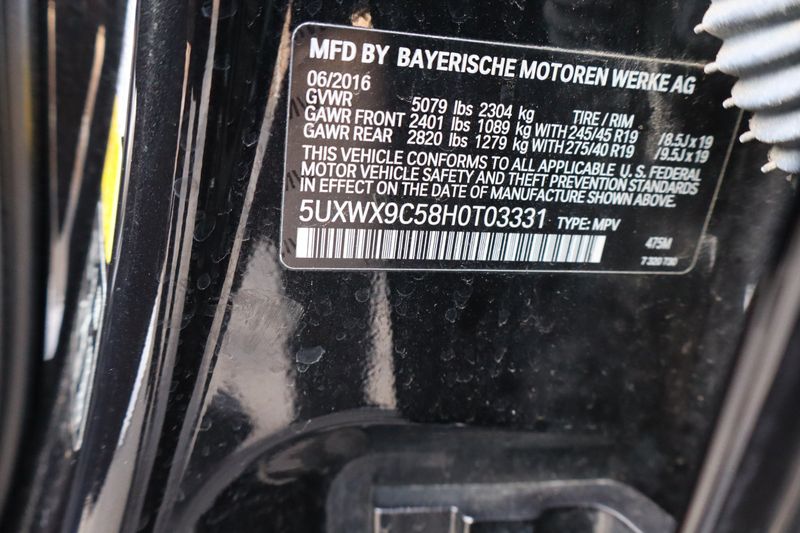 MFD BY BAYERISCHE MOTOREN WERKE AG
06/2016
GVWR 5079 lbs 2304 kg TIRE / RIM
GAWR FRONT 2401 lbs 1089 kg WITH 245/45 R19 /8.5J x 19
GAWR REAR 2820 lbs 1279 kg WITH 275/40 R19 /9.5J x 19
THIS VEHICLE CONFORMS TO ALL APPLICABLE U. S. FEDERAL
MOTOR VEHICLE SAFETY AND THEFT PREVENTION STANDARDS
IN EFFECT ON THE DATE OF MANUFACTURE SHOWN ABOVE.
5UXWX9C58H0T03331 TYPE: MPV
475M
7 320 730